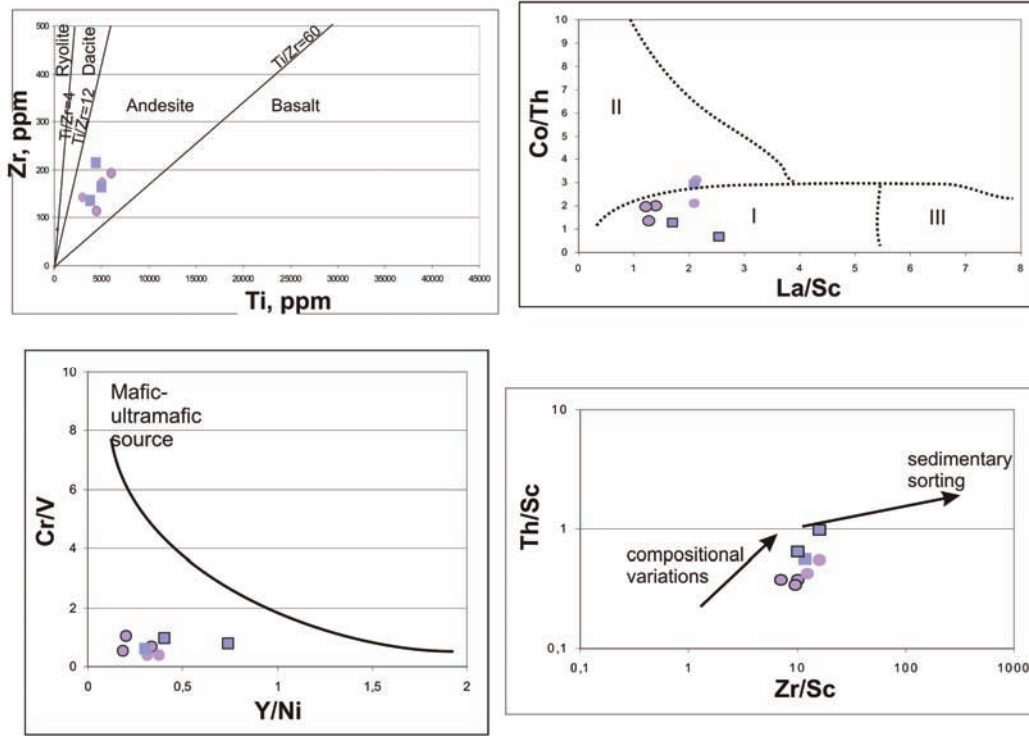 500
400
300
200
100
0
Zr, ppm
Ryolite
Ti/Zr=4
Dacite
Ti/Zr=12
Andesite
Ti/Zr=60
Basalt
0 5000 10000 15000 20000 25000 30000 35000 40000 45000
Ti, ppm
10
9
8
7
6
5
4
3
2
1
0
Co/Th
II
I
III
0 1 2 3 4 5 6 7 8
La/Sc
10
8
6
4
2
0
Cr/V
Mafic-
ultramafic
source
0 0,5 1 1,5 2
Y/Ni
10
1
0,1
Th/Sc
sedimentary
sorting
compositional
variations
1 10 100 1000
Zr/Sc